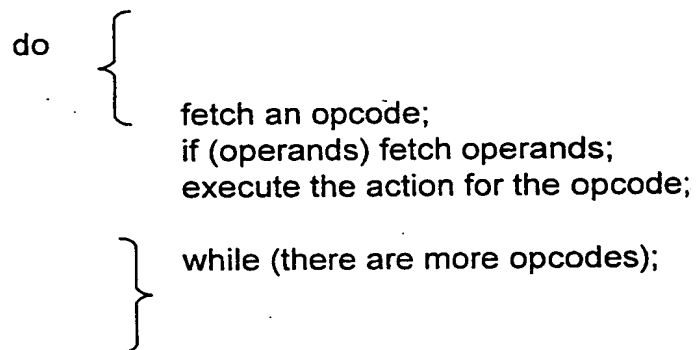 do {
fetch an opcode;
if (operands) fetch operands;
execute the action for the opcode;
} while (there are more opcodes);